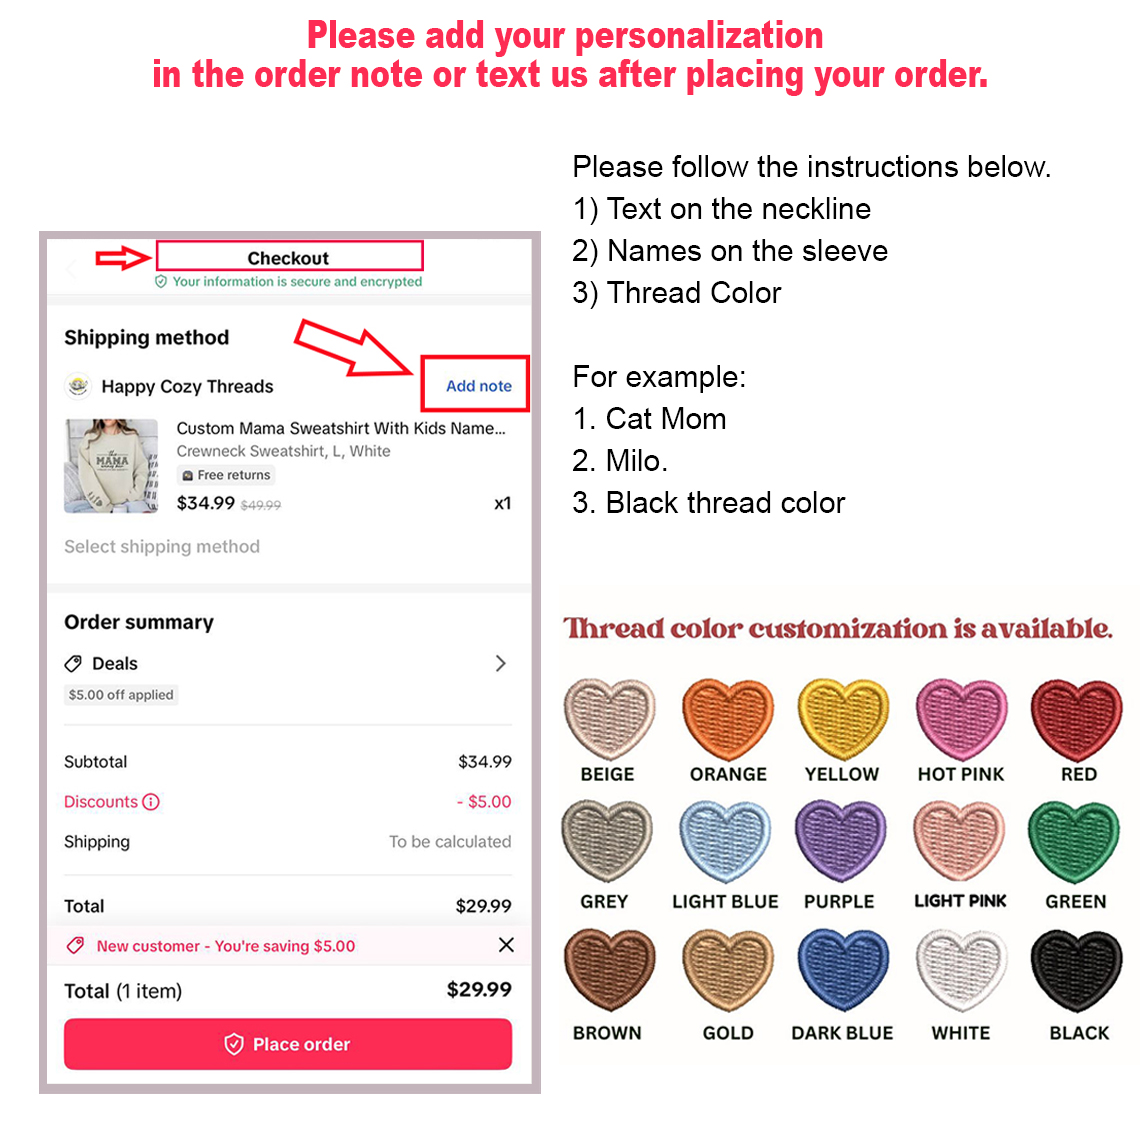 Please add your personalization
in the order note or text us after placing your order.
Please follow the instructions below.
1) Text on the neckline
2) Names on the sleeve
3) Thread Color
For example:
1. Cat Mom
2. Milo.
3. Black thread color
Checkout
Your information is secure and encrypted
Shipping method
Happy Cozy Threads
Add note
Custom Mama Sweatshirt With Kids Name...
Crewneck Sweatshirt, L, White
MAMA
Free returns
$34.99 $49.99
x1
Select shipping method
Order summary
Deals
$5.00 off applied
Subtotal $34.99
Discounts - $5.00
Shipping To be calculated
Total $29.99
New customer - You're saving $5.00
Total (1 item) $29.99
Place order
Thread color customization is available.
BEIGE ORANGE YELLOW HOT PINK RED
GREY LIGHT BLUE PURPLE LIGHT PINK GREEN
BROWN GOLD DARK BLUE WHITE BLACK